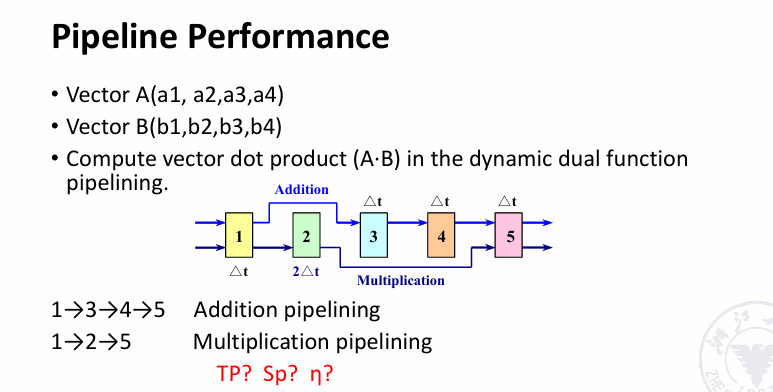 Pipeline Performance
• Vector A(a1, a2,a3,a4)
• Vector B(b1,b2,b3,b4)
• Compute vector dot product (A·B) in the dynamic dual function
pipelining.
Addition
△t △t △t
1 2 3 4 5
△t 2△t
Multiplication
1→3→4→5 Addition pipelining
1→2→5 Multiplication pipelining
TP? Sp? η?